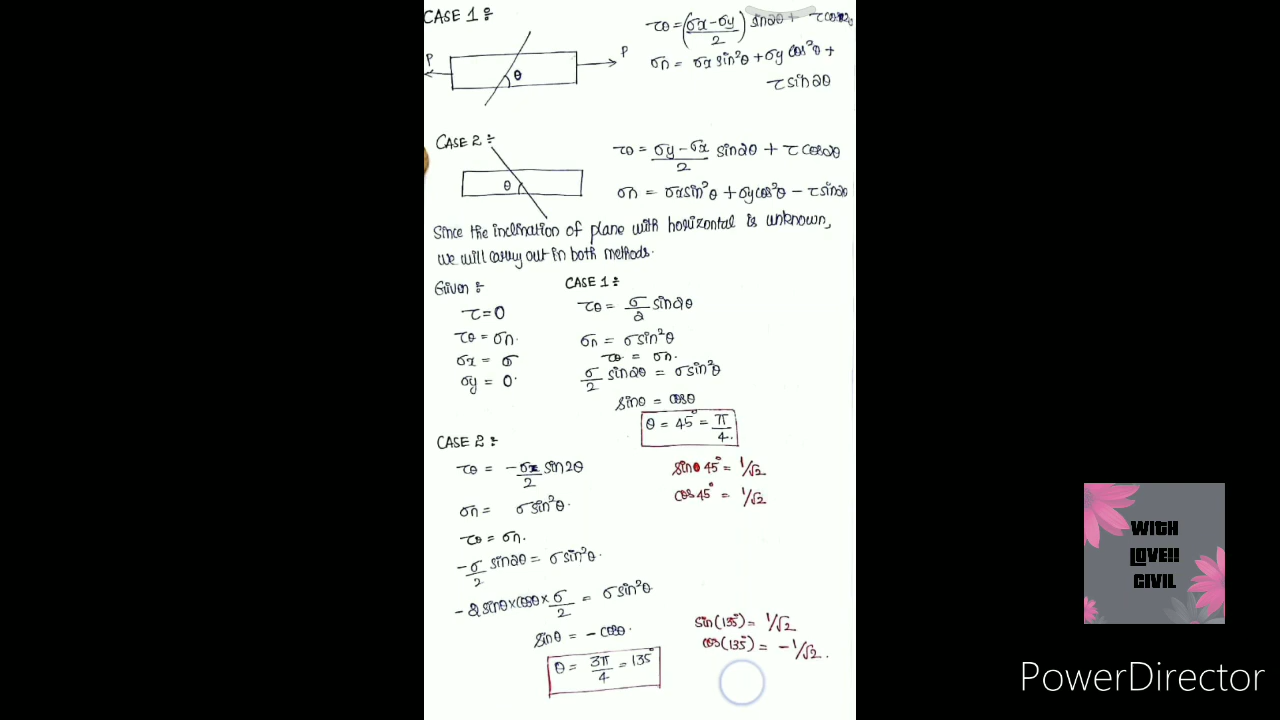 CASE 1 :
τθ = (σx - σy / 2) sin2θ + τcos2θ
P
θ
P
σn = σx sin²θ + σy cos²θ +
τ sin2θ
CASE 2 :
τθ = σy - σx / 2 sin2θ + τ cos2θ
θ
σn = σx sin²θ + σy cos²θ - τ sin2θ
Since the inclination of plane with horizontal is unknown,
we will carry out in both methods.
Given :
τ = 0
τθ = σn.
σx = σ
σy = 0.
CASE 1 :
τθ = σ/2 sin2θ
σn = σ sin²θ
τθ = σn.
σ/2 sin2θ = σ sin²θ
sinθ = cosθ
θ = 45° = π/4.
sin 45° = 1/√2
cos 45° = 1/√2
CASE 2 :
τθ = -σx/2 sin2θ
σn = σ sin²θ.
τθ = σn.
-σ/2 sin2θ = σ sin²θ.
-2 sinθ × cosθ × σ/2 = σ sin²θ
sinθ = - cosθ.
θ = 3π/4 = 135°
sin(135°) = 1/√2
cos(135°) = -1/√2.
WITH
LOVE!!
CIVIL
PowerDirector